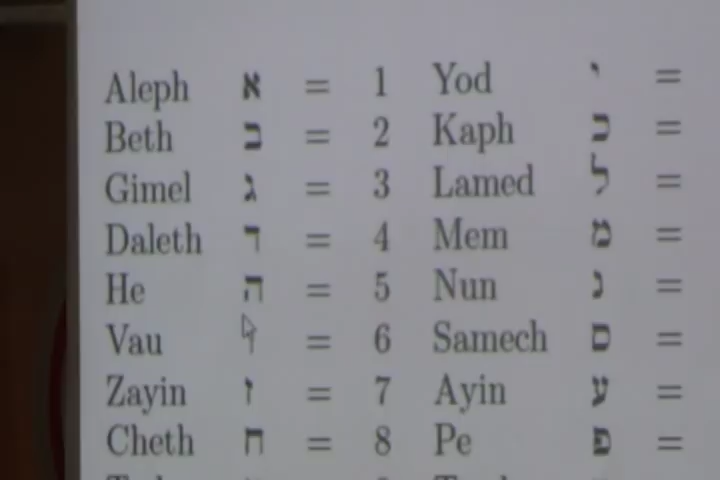 Aleph א = 1 Yod י =
Beth ב = 2 Kaph כ =
Gimel ג = 3 Lamed ל =
Daleth ד = 4 Mem מ =
He ה = 5 Nun נ =
Vau ו = 6 Samech ם =
Zayin ז = 7 Ayin ע =
Cheth ח = 8 Pe פ =